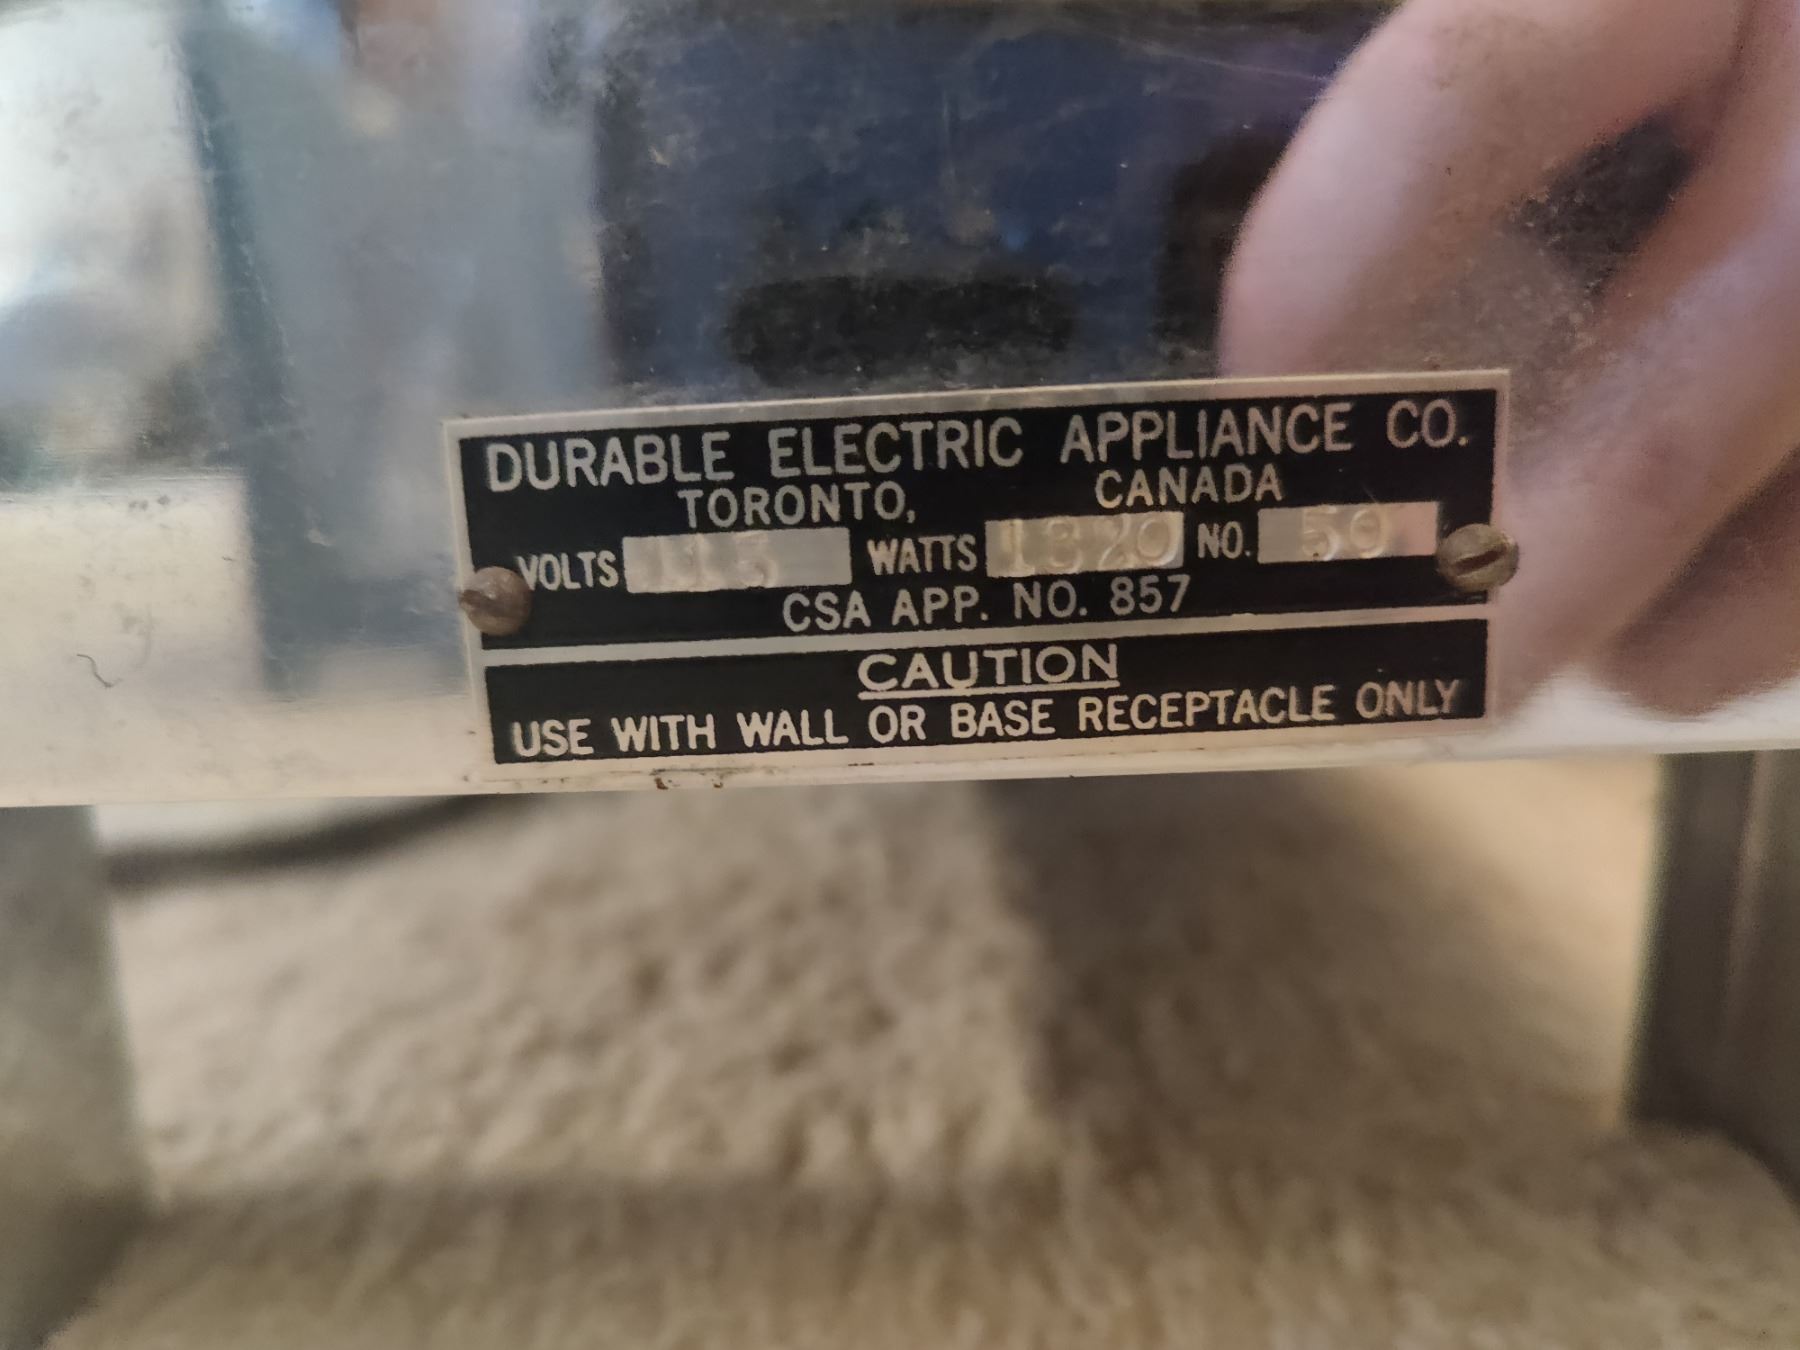 DURABLE ELECTRIC APPLIANCE CO.
TORONTO, CANADA
VOLTS 115 WATTS 1320 NO. 50
CSA APP. NO. 857
CAUTION
USE WITH WALL OR BASE RECEPTACLE ONLY